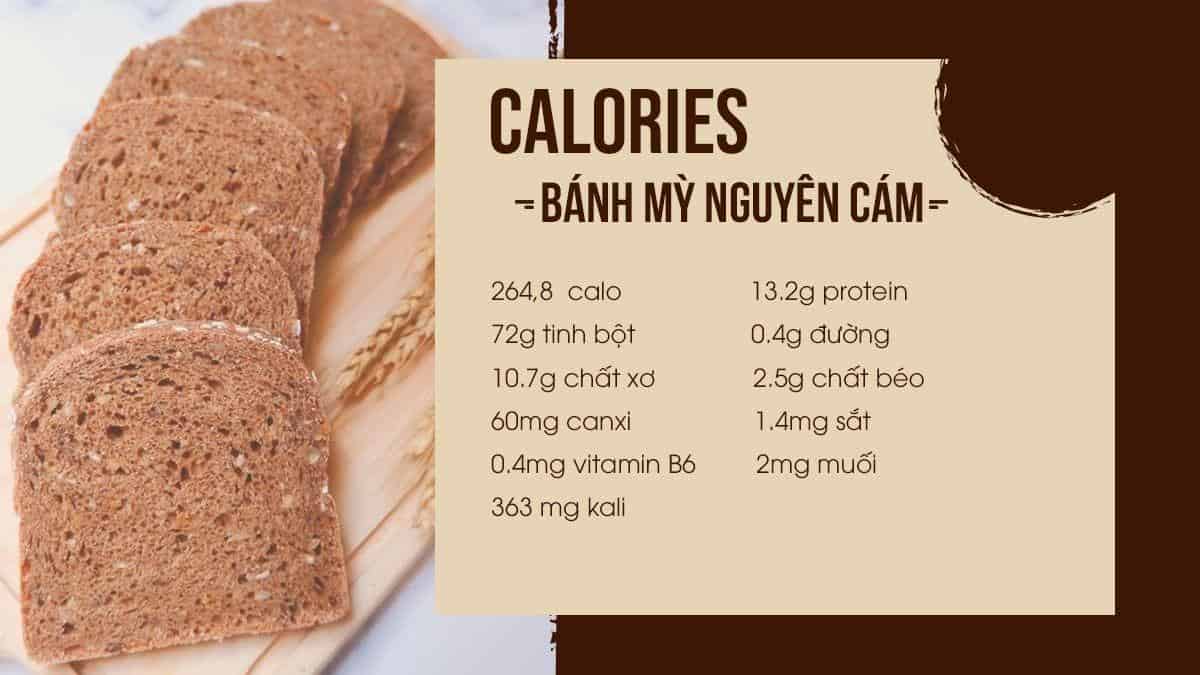 CALORIES
BÁNH MỲ NGUYÊN CÁM
264,8 calo
13.2g protein
72g tinh bột
0.4g đường
10.7g chất xơ
2.5g chất béo
60mg canxi
1.4mg sắt
0.4mg vitamin B6
2mg muối
363 mg kali